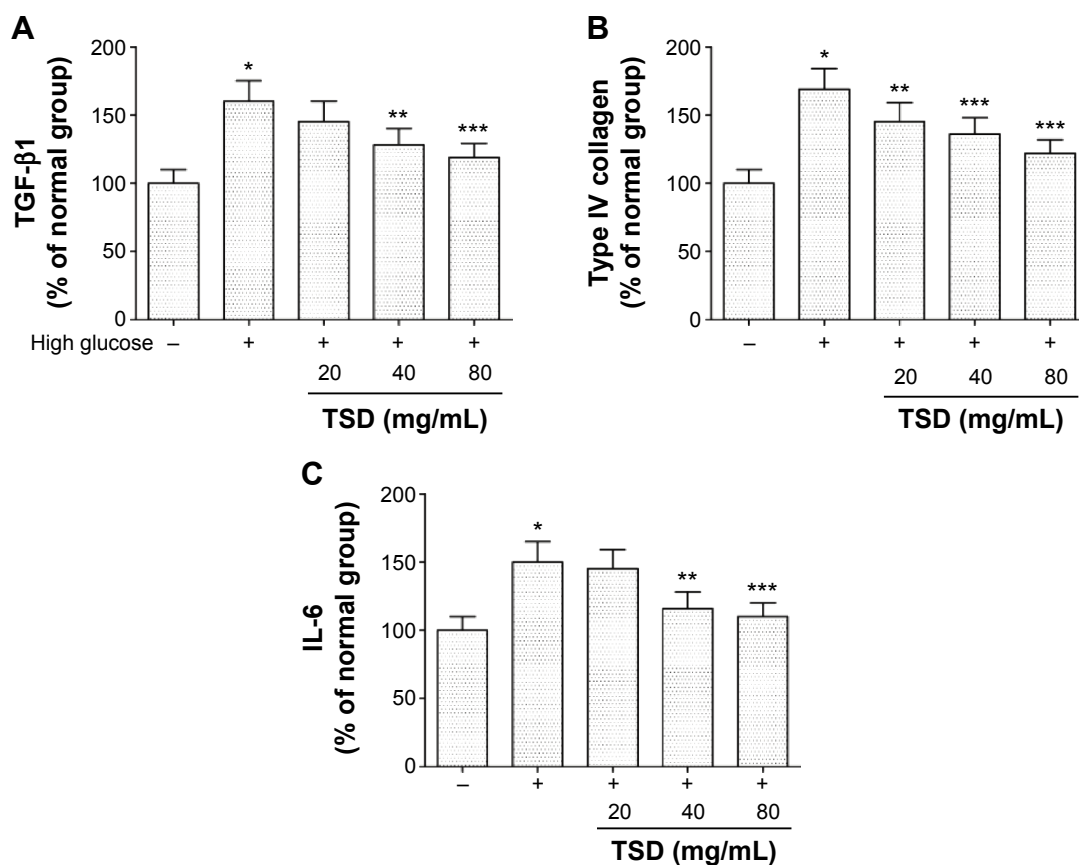 A
TGF-β1
(% of normal group)
200
150
100
50
0
*
**
***
High glucose – + + + +
20 40 80
TSD (mg/mL)
B
Type IV collagen
(% of normal group)
200
150
100
50
0
*
**
***
***
– + + + +
20 40 80
TSD (mg/mL)
C
IL-6
(% of normal group)
200
150
100
50
0
*
**
***
– + + + +
20 40 80
TSD (mg/mL)